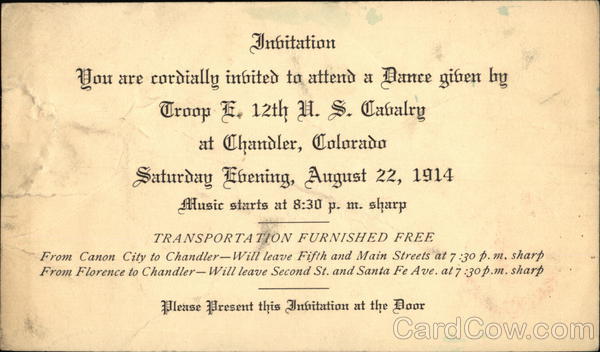 Invitation
You are cordially invited to attend a Dance given by
Troop E. 12th U. S. Cavalry
at Chandler, Colorado
Saturday Evening, August 22, 1914
Music starts at 8:30 p. m. sharp
TRANSPORTATION FURNISHED FREE
From Canon City to Chandler—Will leave Fifth and Main Streets at 7:30 p.m. sharp
From Florence to Chandler—Will leave Second St. and Santa Fe Ave. at 7:30 p.m. sharp
Please Present this Invitation at the Door
CardCow.com